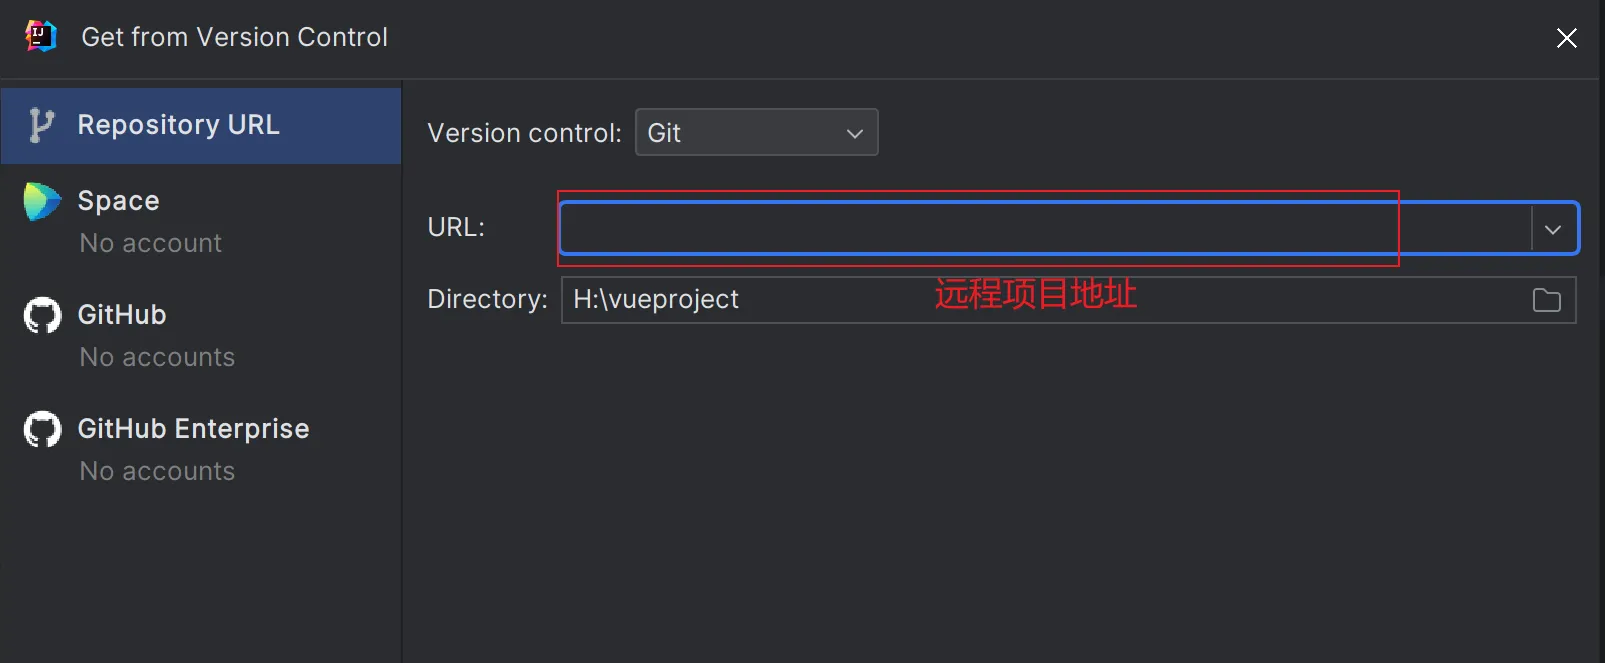 Get from Version Control
Repository URL
Space
No account
GitHub
No accounts
GitHub Enterprise
No accounts
Version control: Git
URL:
远程项目地址
Directory: H:\vueproject